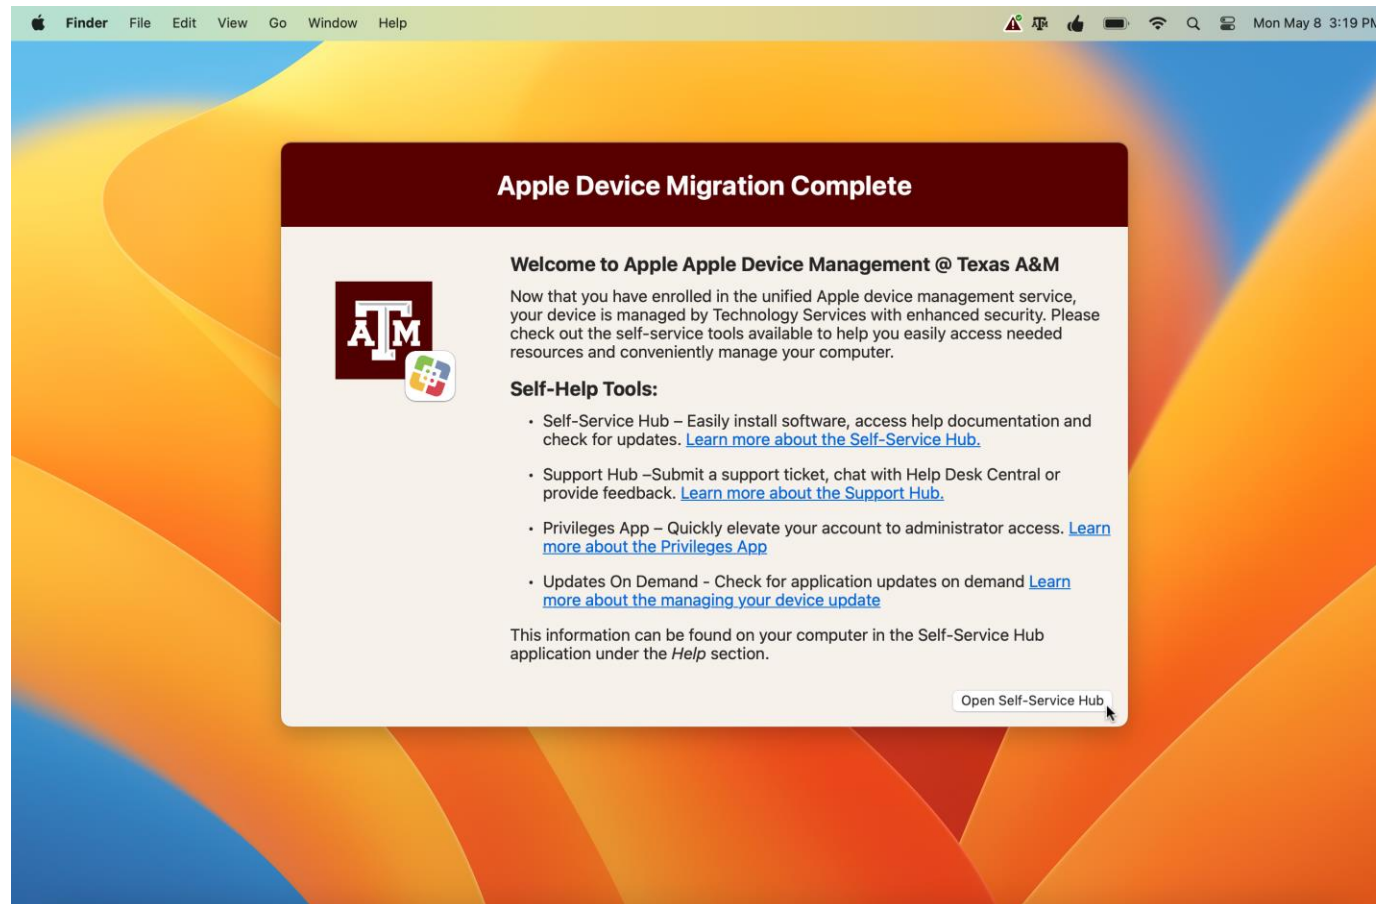 Finder File Edit View Go Window Help Mon May 8 3:19 PM
Apple Device Migration Complete
Welcome to Apple Apple Device Management @ Texas A&M
Now that you have enrolled in the unified Apple device management service,
your device is managed by Technology Services with enhanced security. Please
check out the self-service tools available to help you easily access needed
resources and conveniently manage your computer.
ATM
Self-Help Tools:
• Self-Service Hub – Easily install software, access help documentation and
check for updates. Learn more about the Self-Service Hub.
• Support Hub –Submit a support ticket, chat with Help Desk Central or
provide feedback. Learn more about the Support Hub.
• Privileges App – Quickly elevate your account to administrator access. Learn
more about the Privileges App
• Updates On Demand - Check for application updates on demand Learn
more about the managing your device update
This information can be found on your computer in the Self-Service Hub
application under the Help section.
Open Self-Service Hub